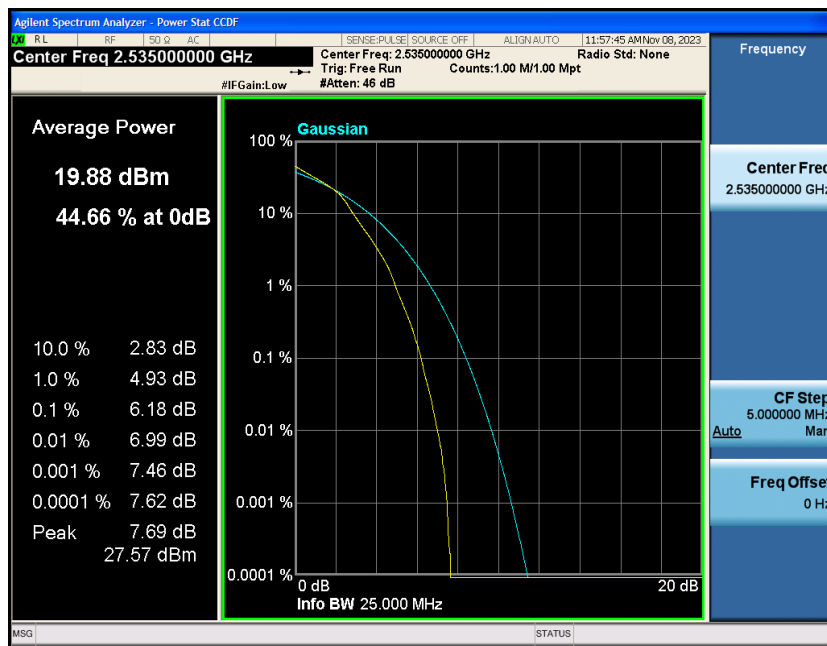 Agilent Spectrum Analyzer - Power Stat CCDF
LXI RL RF 50 Ω AC SENSE:PULSE SOURCE OFF ALIGN AUTO 11:57:45 AM Nov 08, 2023
Center Freq 2.535000000 GHz
Center Freq: 2.535000000 GHz Radio Std: None
Trig: Free Run Counts:1.00 M/1.00 Mpt
#IFGain:Low #Atten: 46 dB
Frequency
Average Power
19.88 dBm
44.66 % at 0dB
10.0 % 2.83 dB
1.0 % 4.93 dB
0.1 % 6.18 dB
0.01 % 6.99 dB
0.001 % 7.46 dB
0.0001 % 7.62 dB
Peak 7.69 dB
27.57 dBm
Gaussian
100 %
10 %
1 %
0.1 %
0.01 %
0.001 %
0.0001 %
0 dB 20 dB
Info BW 25.000 MHz
Center Freq
2.535000000 GHz
CF Step
5.000000 MHz
Auto Man
Freq Offset
0 Hz
MSG STATUS